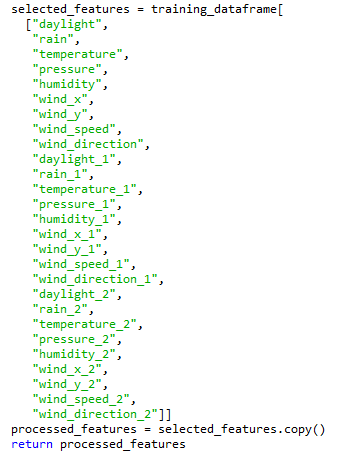 selected_features = training_dataframe[
["daylight",
"rain",
"temperature",
"pressure",
"humidity",
"wind_x",
"wind_y",
"wind_speed",
"wind_direction",
"daylight_1",
"rain_1",
"temperature_1",
"pressure_1",
"humidity_1",
"wind_x_1",
"wind_y_1",
"wind_speed_1",
"wind_direction_1",
"daylight_2",
"rain_2",
"temperature_2",
"pressure_2",
"humidity_2",
"wind_x_2",
"wind_y_2",
"wind_speed_2",
"wind_direction_2"]]
processed_features = selected_features.copy()
return processed_features